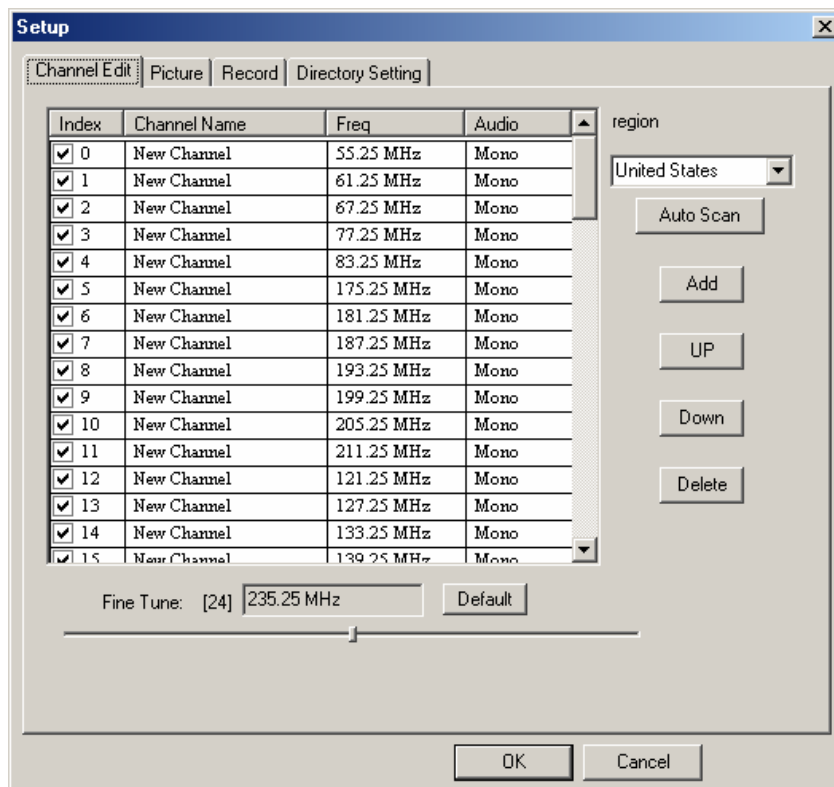 Setup
Channel Edit Picture Record Directory Setting
Index Channel Name Freq Audio
0 New Channel 55.25 MHz Mono
1 New Channel 61.25 MHz Mono
2 New Channel 67.25 MHz Mono
3 New Channel 77.25 MHz Mono
4 New Channel 83.25 MHz Mono
5 New Channel 175.25 MHz Mono
6 New Channel 181.25 MHz Mono
7 New Channel 187.25 MHz Mono
8 New Channel 193.25 MHz Mono
9 New Channel 199.25 MHz Mono
10 New Channel 205.25 MHz Mono
11 New Channel 211.25 MHz Mono
12 New Channel 121.25 MHz Mono
13 New Channel 127.25 MHz Mono
14 New Channel 133.25 MHz Mono
15 New Channel 139.25 MHz Mono
region
United States
Auto Scan
Add
UP
Down
Delete
Fine Tune: [24] 235.25 MHz Default
OK Cancel